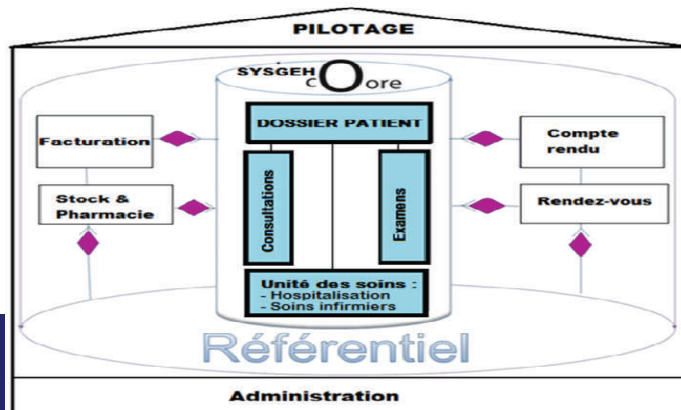 PILOTAGE
SYSGEH cOore
DOSSIER PATIENT
Facturation
Compte
rendu
Stock &
Pharmacie
Rendez-vous
Consultations
Examens
Unité des soins :
- Hospitalisation
- Soins infirmiers
Référentiel
Administration